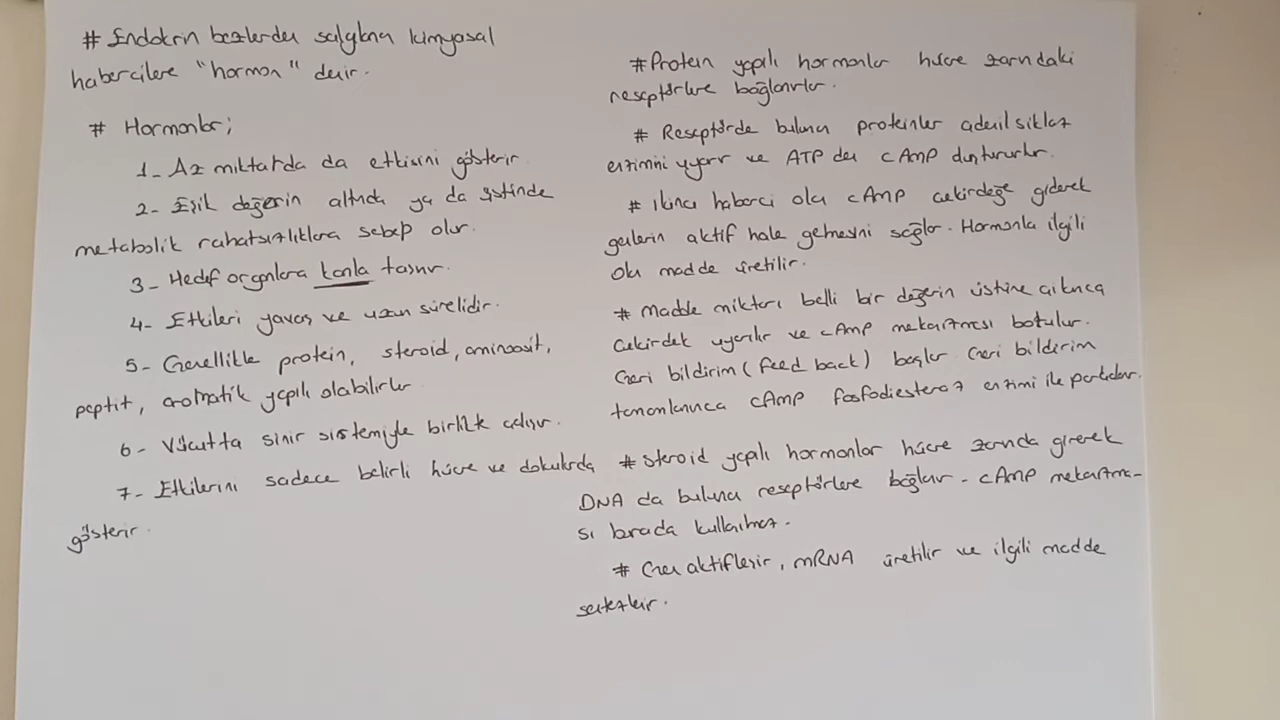 # Endokrin bezlerden salgılanan kimyasal
habercilere "hormon" denir.
# Hormonlar;
1- Az miktarda da etkisini gösterir
2- Eşik değerin altında ya da üstünde
metabolik rahatsızlıklara sebep olur.
3- Hedef organlara kanla taşınır.
4- Etkileri yavaş ve uzun sürelidir.
5- Genellikle protein, steroid, aminoasit,
peptit, aromatik yapılı olabilirler
6- Vücutta sinir sistemiyle birlikte çalışır.
7- Etkilerini sadece belirli hücre ve dokularda
gösterir.
# Protein yapılı hormonlar hücre zarındaki
reseptörlere bağlanırlar.
# Reseptörde bulunan proteinler adenil siklaz
enzimini uyarır ve ATP den cAMP oluştururlar.
# İkinci haberci olan cAMP çekirdeğe giderek
genlerin aktif hale gelmesini sağlar. Hormonla ilgili
olan madde üretilir.
# Madde miktarı belli bir değerin üstüne çıkınca
çekirdek uyarılır ve cAMP mekanizması bozulur.
Geri bildirim (feed back) başlar Geri bildirim
tamamlanınca cAMP fosfodiesteraz enzimi ile parçalanır.
# Steroid yapılı hormonlar hücre zarından girerek
DNA da bulunan reseptörlere bağlanır. cAMP mekanizma-
sı burada kullanılmaz.
# Gen aktifleşir, mRNA üretilir ve ilgili madde
sentezlenir.